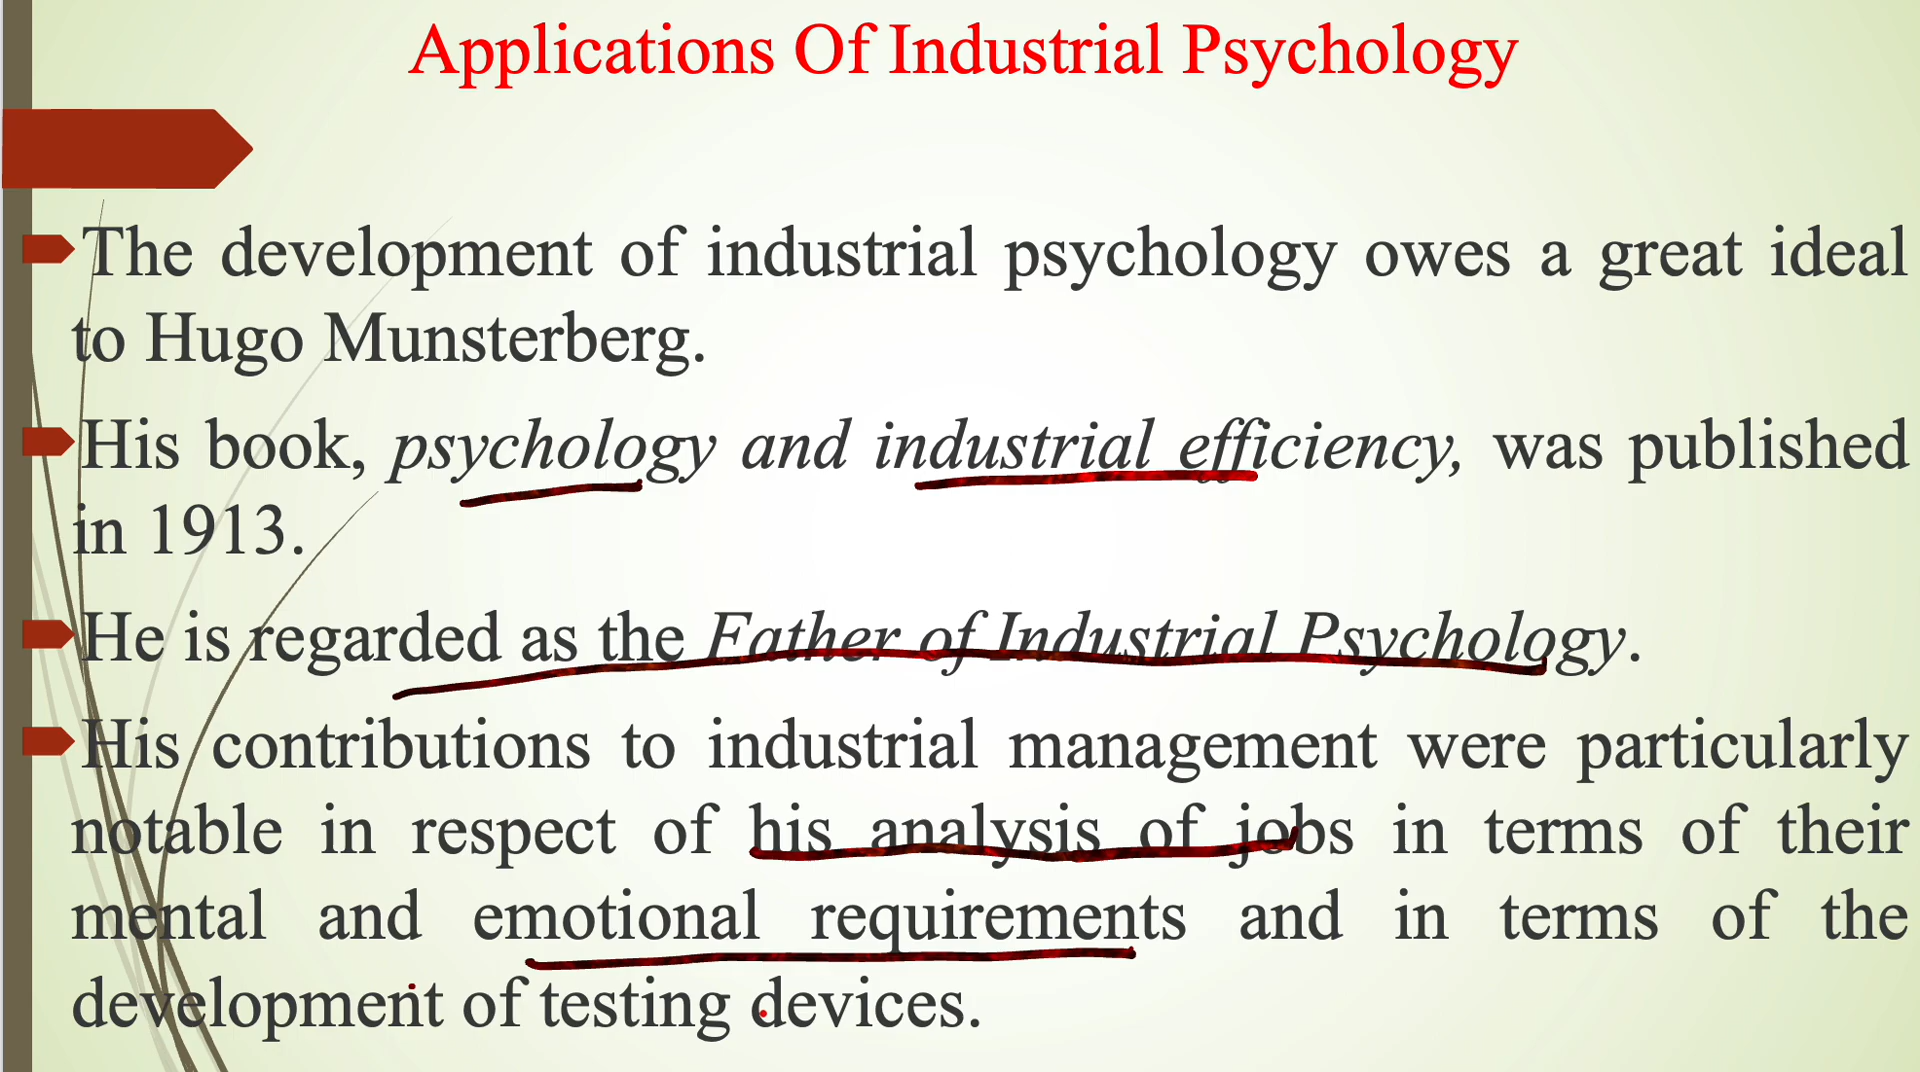 Applications Of Industrial Psychology
The development of industrial psychology owes a great ideal
to Hugo Munsterberg.
His book, psychology and industrial efficiency, was published
in 1913.
He is regarded as the Father of Industrial Psychology.
His contributions to industrial management were particularly
notable in respect of his analysis of jobs in terms of their
mental and emotional requirements and in terms of the
development of testing devices.